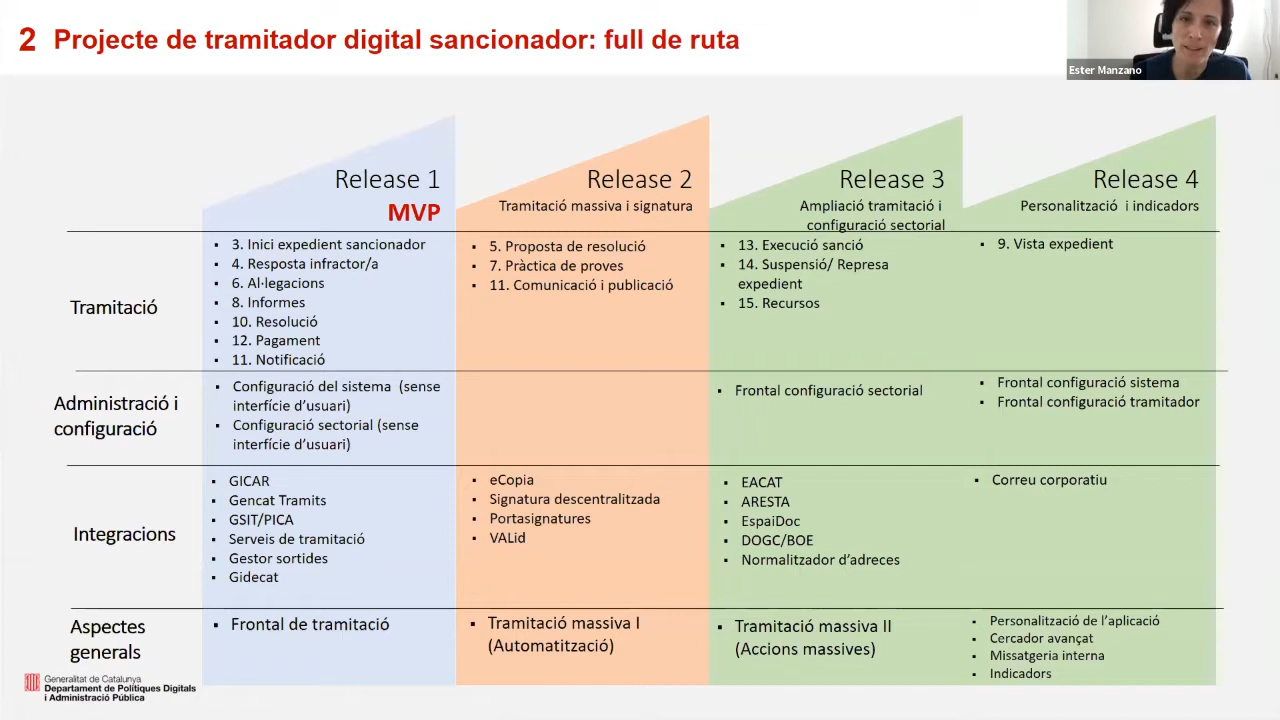 2 Projecte de tramitador digital sancionador: full de ruta
Ester Manzano
Release 1
MVP
Release 2
Tramitació massiva i signatura
Release 3
Ampliació tramitació i
configuració sectorial
Release 4
Personalització i indicadors
Tramitació
▪ 3. Inici expedient sancionador
▪ 4. Resposta infractor/a
▪ 6. Al·legacions
▪ 8. Informes
▪ 10. Resolució
▪ 12. Pagament
▪ 11. Notificació
▪ 5. Proposta de resolució
▪ 7. Pràctica de proves
▪ 11. Comunicació i publicació
▪ 13. Execució sanció
▪ 14. Suspensió/ Represa
expedient
▪ 15. Recursos
▪ 9. Vista expedient
Administració i
configuració
▪ Configuració del sistema (sense
interfície d’usuari)
▪ Configuració sectorial (sense
interfície d’usuari)
▪ Frontal configuració sectorial
▪ Frontal configuració sistema
▪ Frontal configuració tramitador
Integracions
▪ GICAR
▪ Gencat Tramits
▪ GSIT/PICA
▪ Serveis de tramitació
▪ Gestor sortides
▪ Gidecat
▪ eCopia
▪ Signatura descentralitzada
▪ Portasignatures
▪ VALid
▪ EACAT
▪ ARESTA
▪ EspaiDoc
▪ DOGC/BOE
▪ Normalitzador d’adreces
▪ Correu corporatiu
Aspectes
generals
▪ Frontal de tramitació
▪ Tramitació massiva I
(Automatització)
▪ Tramitació massiva II
(Accions massives)
▪ Personalització de l’aplicació
▪ Cercador avançat
▪ Missatgeria interna
▪ Indicadors
Generalitat de Catalunya
Departament de Polítiques Digitals
i Administració Pública